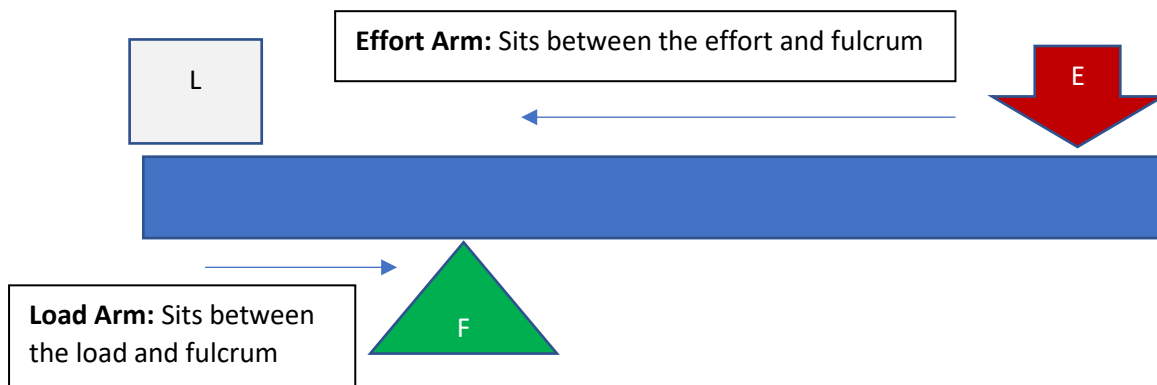 Effort Arm: Sits between the effort and fulcrum
L
E
Load Arm: Sits between
the load and fulcrum
F